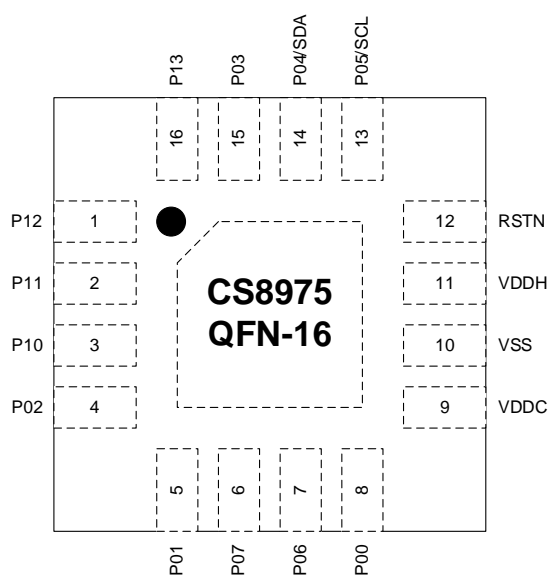 P13
P03
P04/SDA
P05/SCL
16
15
14
13
P12
1
12
RSTN
P11
2
11
VDDH
P10
3
10
VSS
P02
4
9
VDDC
CS8975
QFN-16
5
6
7
8
P01
P07
P06
P00